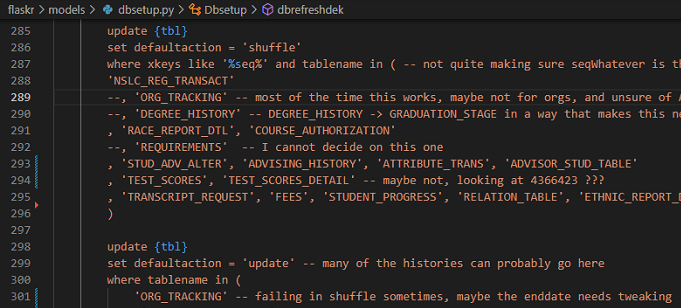 flaskr > models > dbsetup.py > Dbsetup > dbrefreshdek
285 update {tbl}
286 set defaultaction = 'shuffle'
287 where xkeys like '%seq%' and tablename in ( -- not quite making sure seqWhatever is th
288 'NSLC_REG_TRANSACT'
289 --, 'ORG_TRACKING' -- most of the time this works, maybe not for orgs, and unsure of A
290 --, 'DEGREE_HISTORY' -- DEGREE_HISTORY -> GRADUATION_STAGE in a way that makes this ne
291 , 'RACE_REPORT_DTL', 'COURSE_AUTHORIZATION'
292 --, 'REQUIREMENTS' -- I cannot decide on this one
293 , 'STUD_ADV_ALTER', 'ADVISING_HISTORY', 'ATTRIBUTE_TRANS', 'ADVISOR_STUD_TABLE'
294 , 'TEST_SCORES', 'TEST_SCORES_DETAIL' -- maybe not, looking at 4366423 ???
295 , 'TRANSCRIPT_REQUEST', 'FEES', 'STUDENT_PROGRESS', 'RELATION_TABLE', 'ETHNIC_REPORT_D
296 )
297
298 update {tbl}
299 set defaultaction = 'update' -- many of the histories can probably go here
300 where tablename in (
301 'ORG_TRACKING' -- failing in shuffle sometimes, maybe the enddate needs tweaking